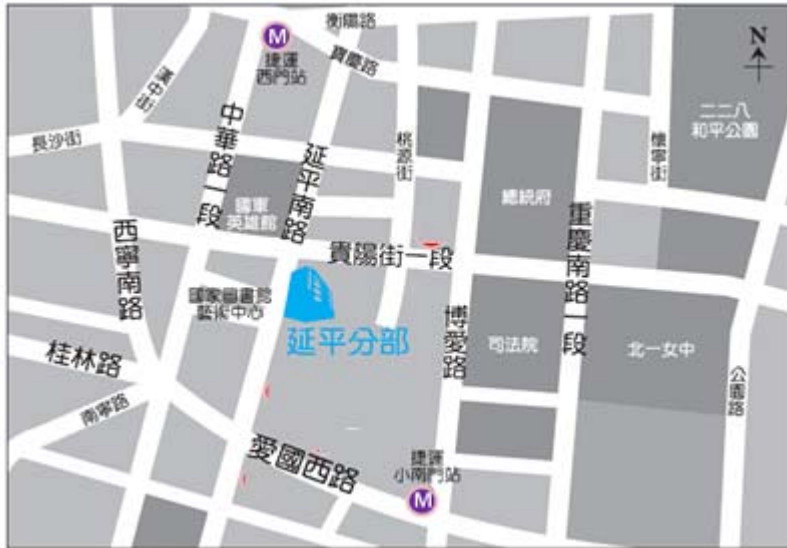 衡陽路
N
M
捷運
西門站
寶慶路
漢中街
二二八
和平公園
長沙街
中華路一段
延平南路
桃源街
懷寧街
國軍
英雄館
總統府
重慶南路一段
西寧南路
貴陽街一段
國家圖書館
藝術中心
延平分部
博愛路
司法院
北一女中
桂林路
公園路
南寧路
愛國西路
捷運
小南門站
M